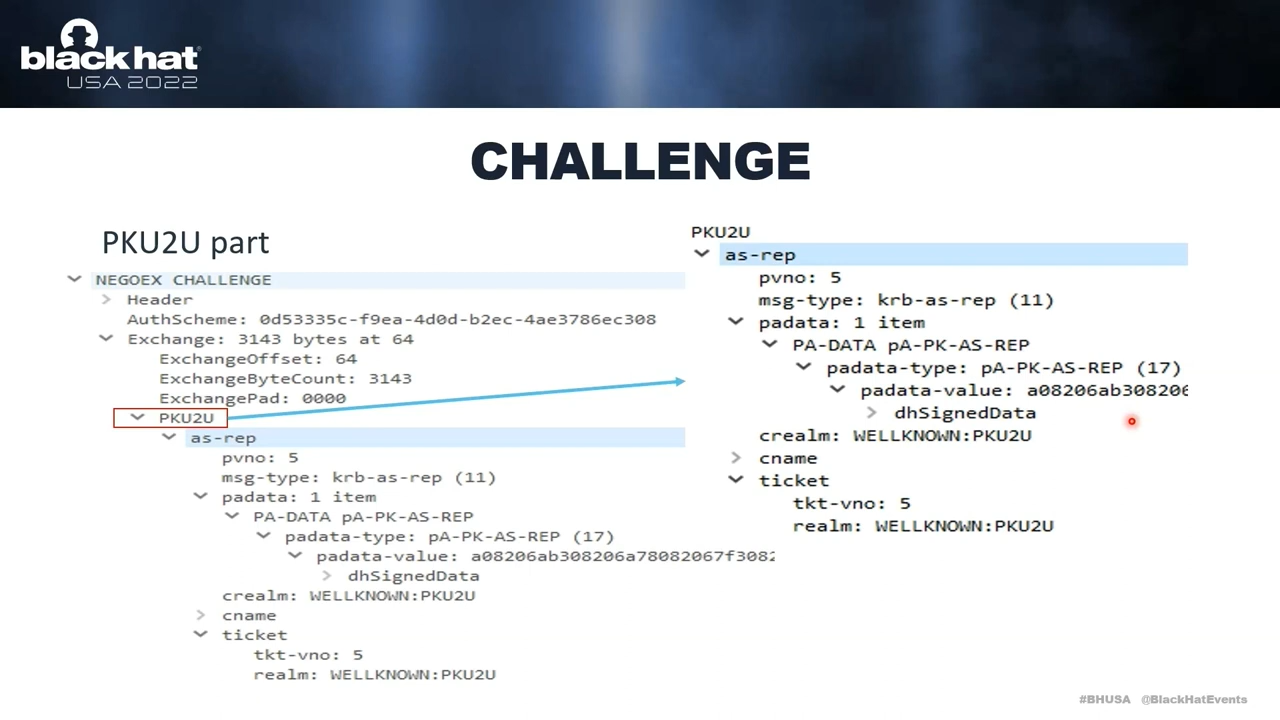 black hat
USA 2022
CHALLENGE
PKU2U part
NEGOEX CHALLENGE
Header
AuthScheme: 0d53335c-f9ea-4d0d-b2ec-4ae3786ec308
Exchange: 3143 bytes at 64
ExchangeOffset: 64
ExchangeByteCount: 3143
ExchangePad: 0000
PKU2U
as-rep
pvno: 5
msg-type: krb-as-rep (11)
padata: 1 item
PA-DATA pA-PK-AS-REP
padata-type: pA-PK-AS-REP (17)
padata-value: a08206ab308206a78082067f3082
dhSignedData
crealm: WELLKNOWN:PKU2U
cname
ticket
tkt-vno: 5
realm: WELLKNOWN:PKU2U
PKU2U
as-rep
pvno: 5
msg-type: krb-as-rep (11)
padata: 1 item
PA-DATA pA-PK-AS-REP
padata-type: pA-PK-AS-REP (17)
padata-value: a08206ab308206
dhSignedData
crealm: WELLKNOWN:PKU2U
cname
ticket
tkt-vno: 5
realm: WELLKNOWN:PKU2U
#BHUSA @BlackHatEvents